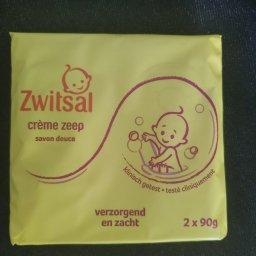 Zwitsal
crème zeep
savon douce
klinisch getest • testé cliniquement
verzorgend
en zacht
2 x 90g